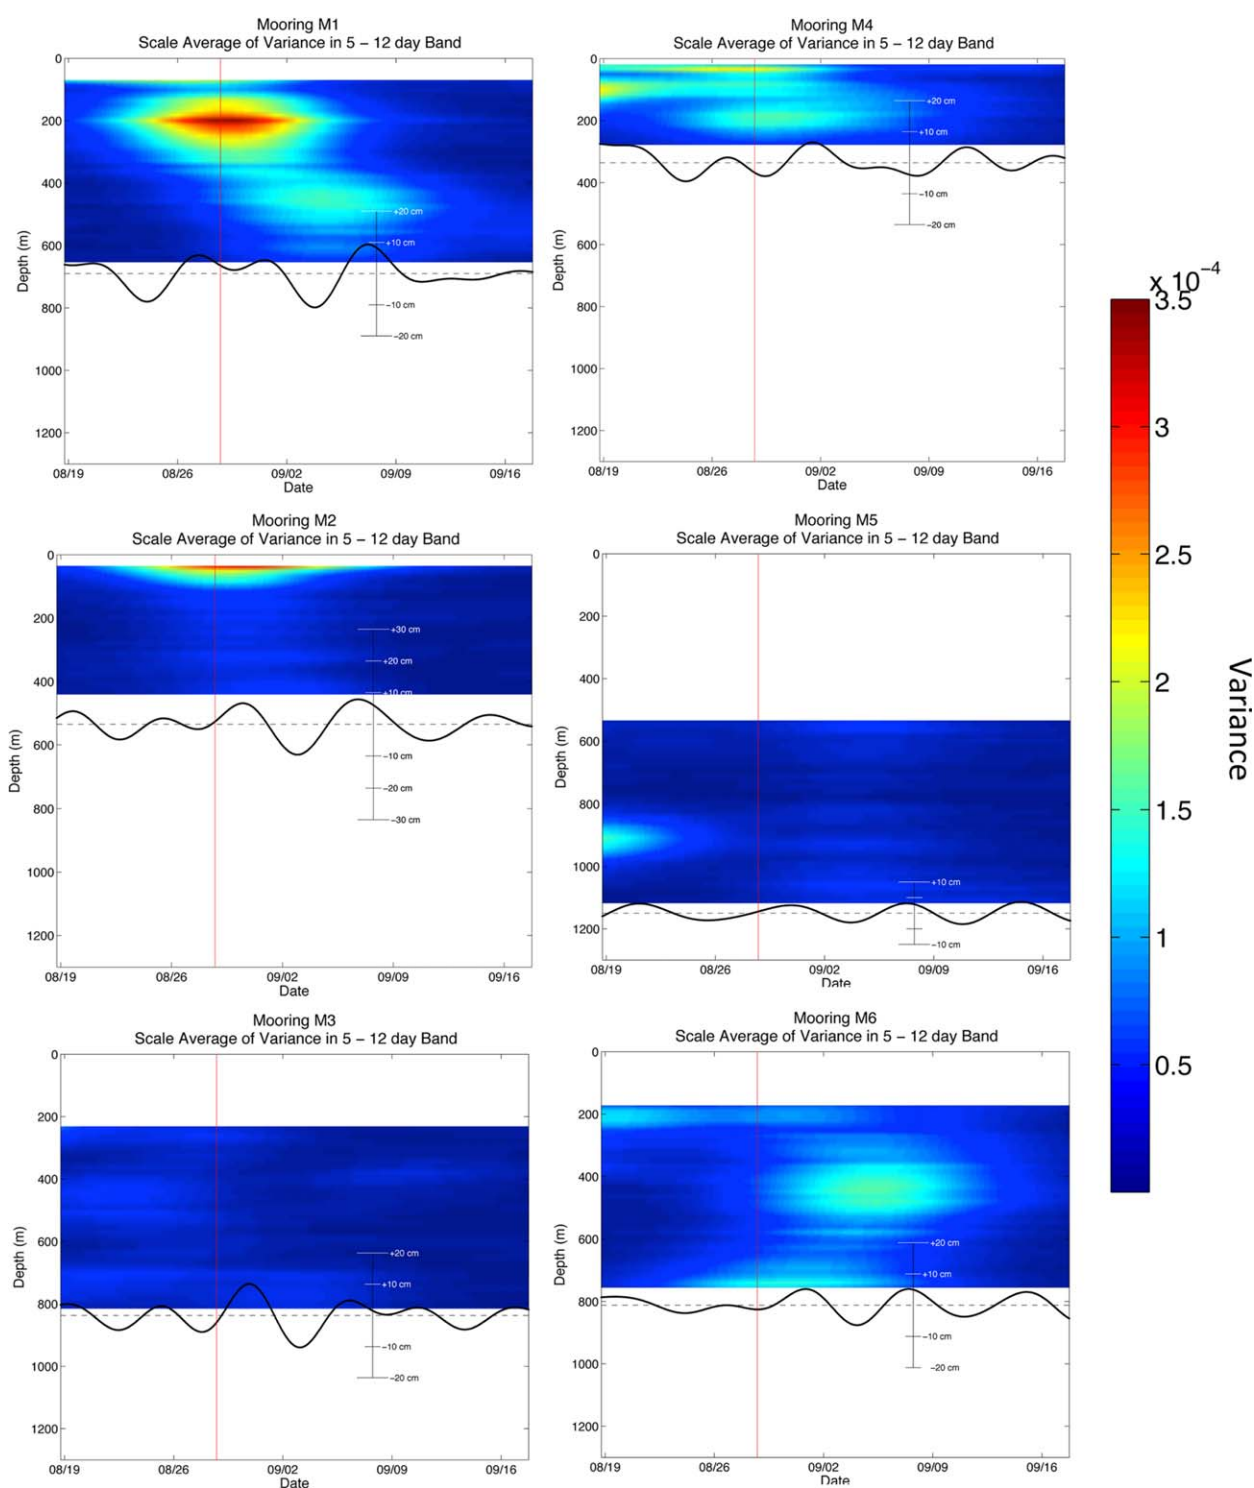 Mooring M1
Scale Average of Variance in 5 – 12 day Band
0
200
400
600
800
1000
1200
Depth (m)
+20 cm
+10 cm
−10 cm
−20 cm
08/19 08/26 09/02 09/09 09/16
Date
Mooring M4
Scale Average of Variance in 5 – 12 day Band
0
200
400
600
800
1000
1200
Depth (m)
+20 cm
+10 cm
−10 cm
−20 cm
08/19 08/26 09/02 09/09 09/16
Date
Mooring M2
Scale Average of Variance in 5 – 12 day Band
0
200
400
600
800
1000
1200
Depth (m)
+30 cm
+20 cm
+10 cm
−10 cm
−20 cm
−30 cm
08/19 08/26 09/02 09/09 09/16
Date
Mooring M5
Scale Average of Variance in 5 – 12 day Band
0
200
400
600
800
1000
1200
Depth (m)
+10 cm
−10 cm
08/19 08/26 09/02 09/09 09/16
Date
Mooring M3
Scale Average of Variance in 5 – 12 day Band
0
200
400
600
800
1000
1200
Depth (m)
+20 cm
+10 cm
−10 cm
−20 cm
08/19 08/26 09/02 09/09 09/16
Date
Mooring M6
Scale Average of Variance in 5 – 12 day Band
0
200
400
600
800
1000
1200
Depth (m)
+20 cm
+10 cm
−10 cm
−20 cm
08/19 08/26 09/02 09/09 09/16
Date
x 10⁻⁴
3.5
3
2.5
2
1.5
1
0.5
Variance